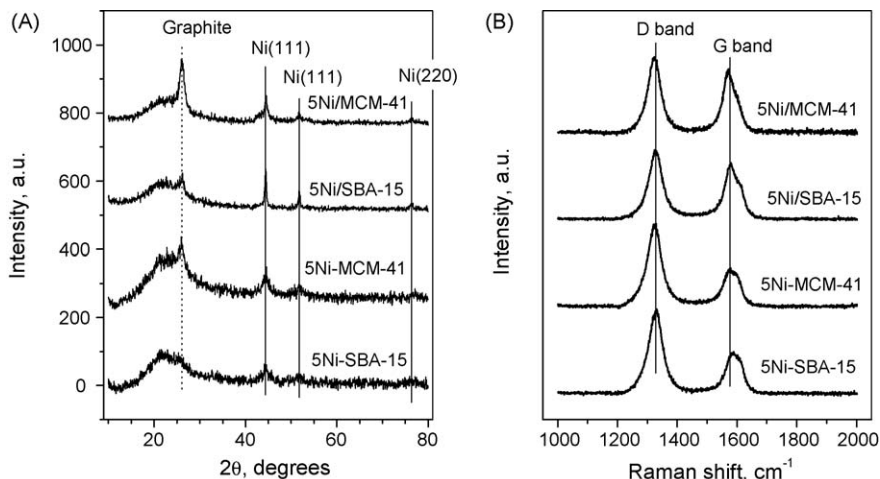 (A)
Graphite
Ni(111)
Ni(111)
Ni(220)
5Ni/MCM-41
5Ni/SBA-15
5Ni-MCM-41
5Ni-SBA-15
1000
800
600
400
200
0
Intensity, a.u.
20 40 60 80
2θ, degrees
(B)
D band
G band
5Ni/MCM-41
5Ni/SBA-15
5Ni-MCM-41
5Ni-SBA-15
Intensity, a.u.
1000 1200 1400 1600 1800 2000
Raman shift, cm⁻¹